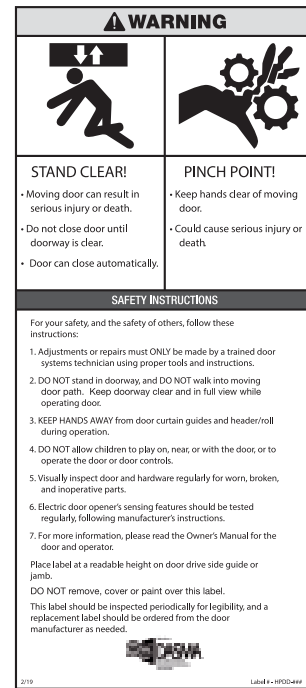 WARNING
STAND CLEAR!
• Moving door can result in
serious injury or death.
• Do not close door until
doorway is clear.
• Door can close automatically.
PINCH POINT!
• Keep hands clear of moving
door.
• Could cause serious injury or
death.
SAFETY INSTRUCTIONS
For your safety, and the safety of others, follow these
instructions:
1. Adjustments or repairs must ONLY be made by a trained door
systems technician using proper tools and instructions.
2. DO NOT stand in doorway, and DO NOT walk into moving
door path. Keep doorway clear and in full view while
operating door.
3. KEEP HANDS AWAY from door curtain guides and header/roll
during operation.
4. DO NOT allow children to play on, near, or with the door, or to
operate the door or door controls.
5. Visually inspect door and hardware regularly for worn, broken,
and inoperative parts.
6. Electric door opener's sensing features should be tested
regularly, following manufacturer's instructions.
7. For more information, please read the Owner's Manual for the
door and operator.
Place label at a readable height on door drive side guide or
jamb.
DO NOT remove, cover or paint over this label.
This label should be inspected periodically for legibility, and a
replacement label should be ordered from the door
manufacturer as needed.
DASMA
2/19
Label # - HPDD-###